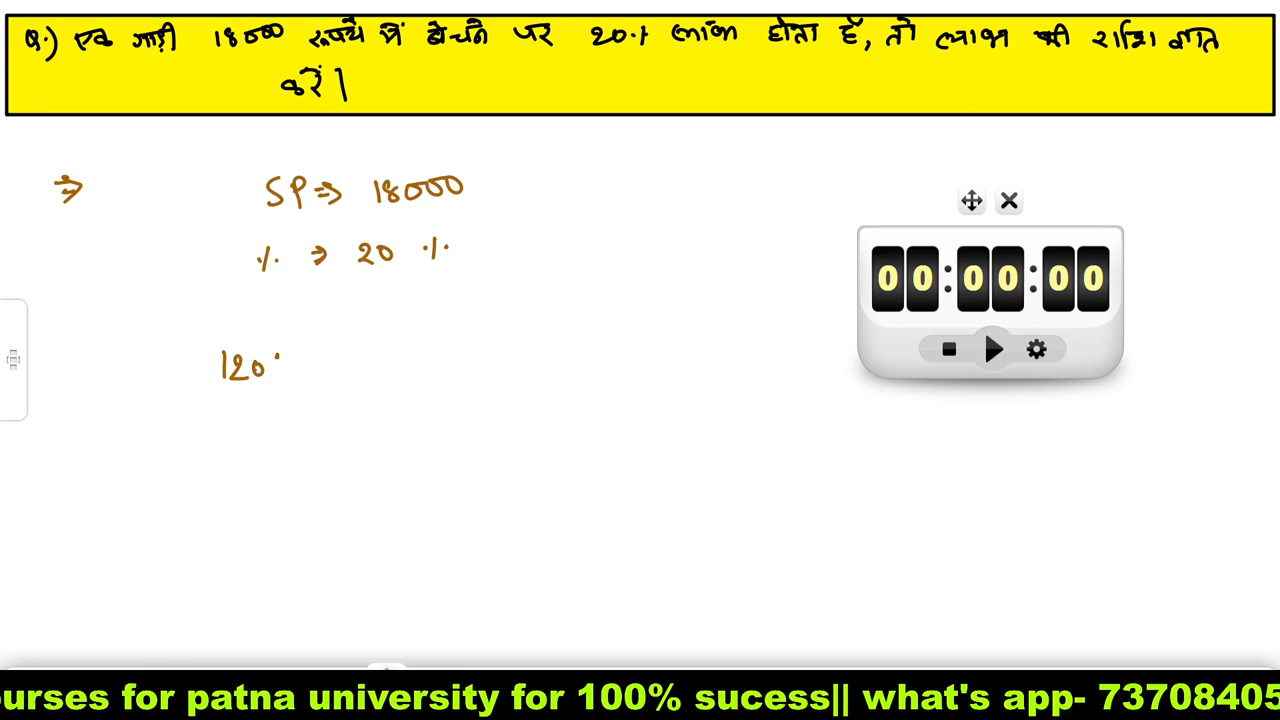 Q.) एक गाड़ी 18000 रूपये में बेचने पर 20% लाभ होता है, तो लाभ की राशि ज्ञात
करें।
⇒ SP ⇒ 18000
% ⇒ 20 %
120
00:00:00
ourses for patna university for 100% sucess|| what's app- 73708405